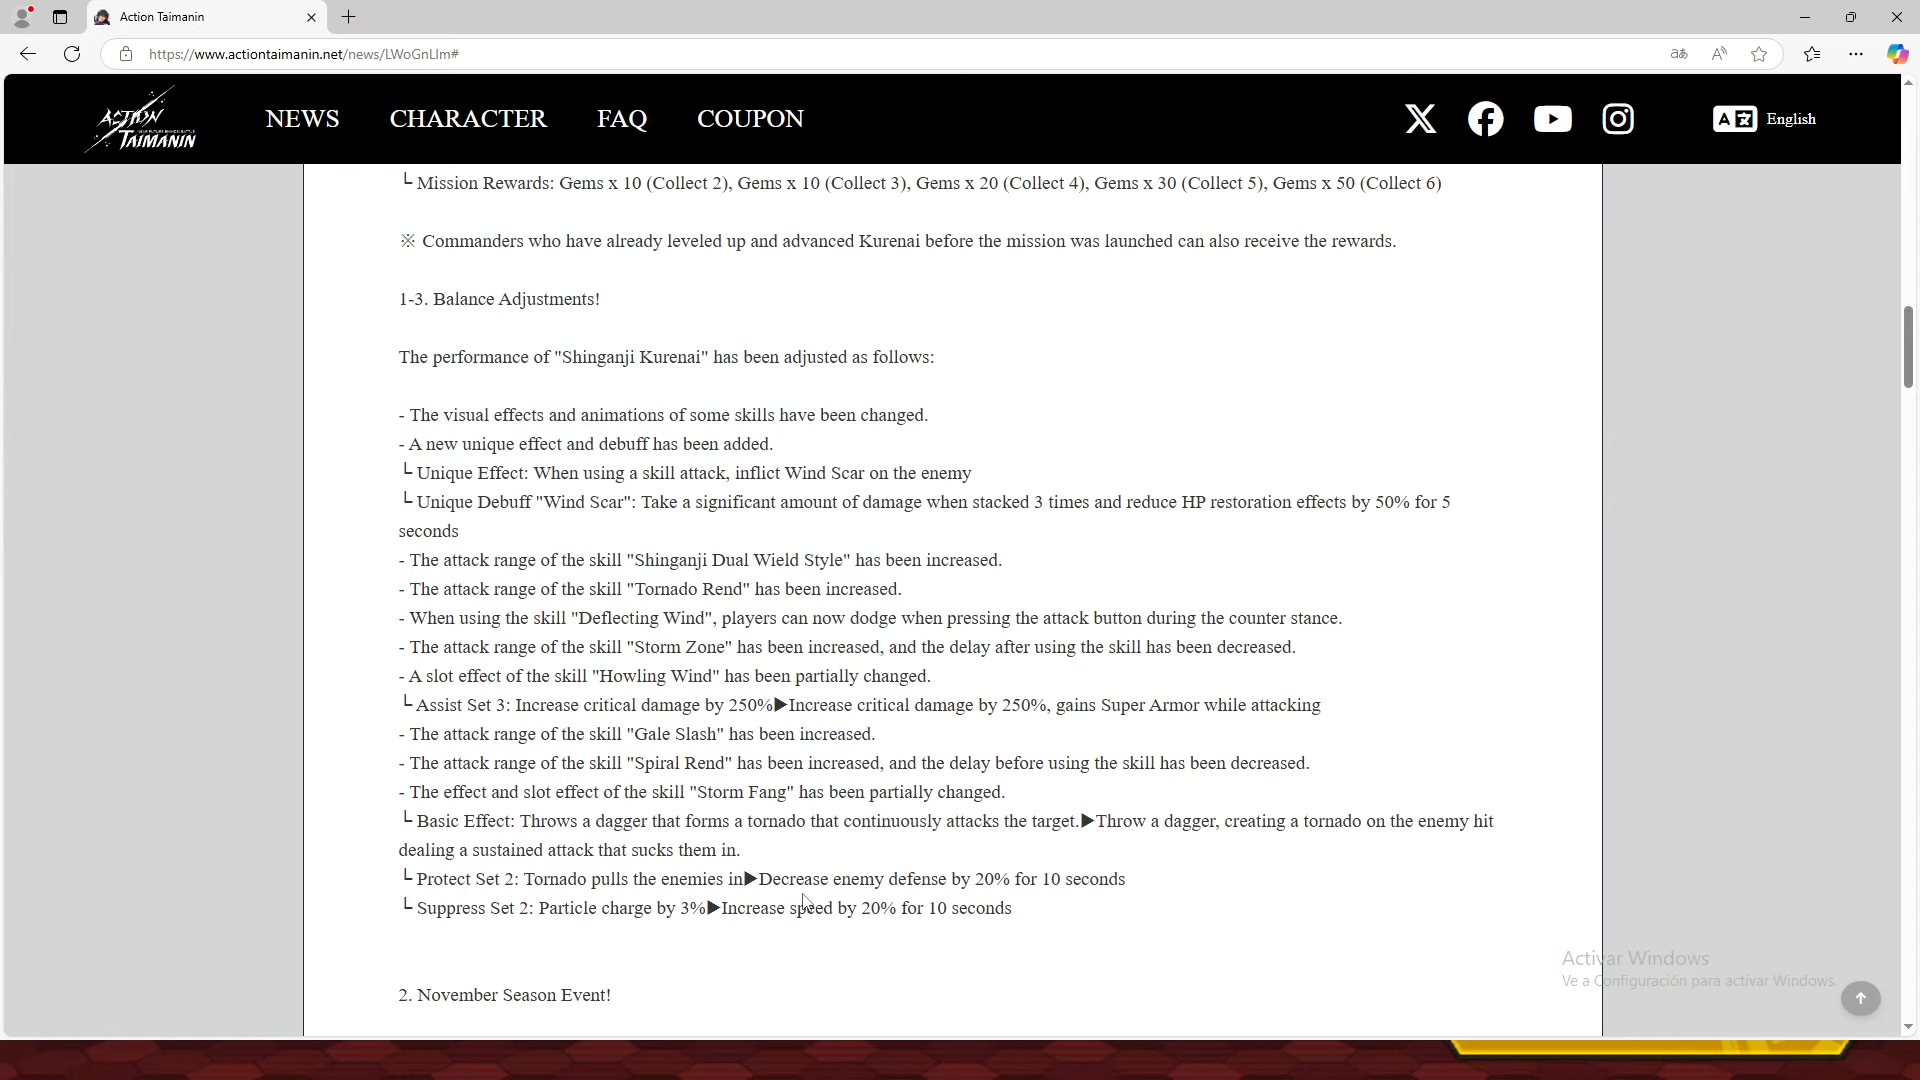 Action Taimanin
https://www.actiontaimanin.net/news/LWoGnLIm#
ACTION TAIMANIN
NEWS
CHARACTER
FAQ
COUPON
English
└ Mission Rewards: Gems x 10 (Collect 2), Gems x 10 (Collect 3), Gems x 20 (Collect 4), Gems x 30 (Collect 5), Gems x 50 (Collect 6)
※ Commanders who have already leveled up and advanced Kurenai before the mission was launched can also receive the rewards.
1-3. Balance Adjustments!
The performance of "Shinganji Kurenai" has been adjusted as follows:
- The visual effects and animations of some skills have been changed.
- A new unique effect and debuff has been added.
└ Unique Effect: When using a skill attack, inflict Wind Scar on the enemy
└ Unique Debuff "Wind Scar": Take a significant amount of damage when stacked 3 times and reduce HP restoration effects by 50% for 5
seconds
- The attack range of the skill "Shinganji Dual Wield Style" has been increased.
- The attack range of the skill "Tornado Rend" has been increased.
- When using the skill "Deflecting Wind", players can now dodge when pressing the attack button during the counter stance.
- The attack range of the skill "Storm Zone" has been increased, and the delay after using the skill has been decreased.
- A slot effect of the skill "Howling Wind" has been partially changed.
└ Assist Set 3: Increase critical damage by 250%▶Increase critical damage by 250%, gains Super Armor while attacking
- The attack range of the skill "Gale Slash" has been increased.
- The attack range of the skill "Spiral Rend" has been increased, and the delay before using the skill has been decreased.
- The effect and slot effect of the skill "Storm Fang" has been partially changed.
└ Basic Effect: Throws a dagger that forms a tornado that continuously attacks the target.▶Throw a dagger, creating a tornado on the enemy hit
dealing a sustained attack that sucks them in.
└ Protect Set 2: Tornado pulls the enemies in▶Decrease enemy defense by 20% for 10 seconds
└ Suppress Set 2: Particle charge by 3%▶Increase speed by 20% for 10 seconds
2. November Season Event!
Activar Windows
Ve a Configuración para activar Windows.